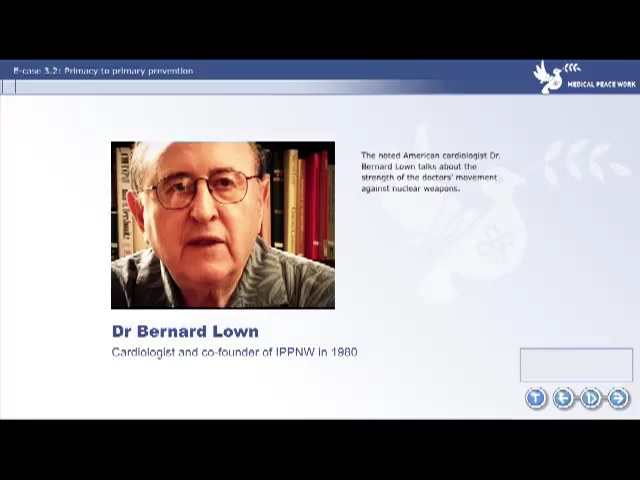 E-case 3.2: Primacy to primary prevention
MEDICAL PEACE WORK
The noted American cardiologist Dr.
Bernard Lown talks about the
strength of the doctors' movement
against nuclear weapons.
Dr Bernard Lown
Cardiologist and co-founder of IPPNW in 1980
T